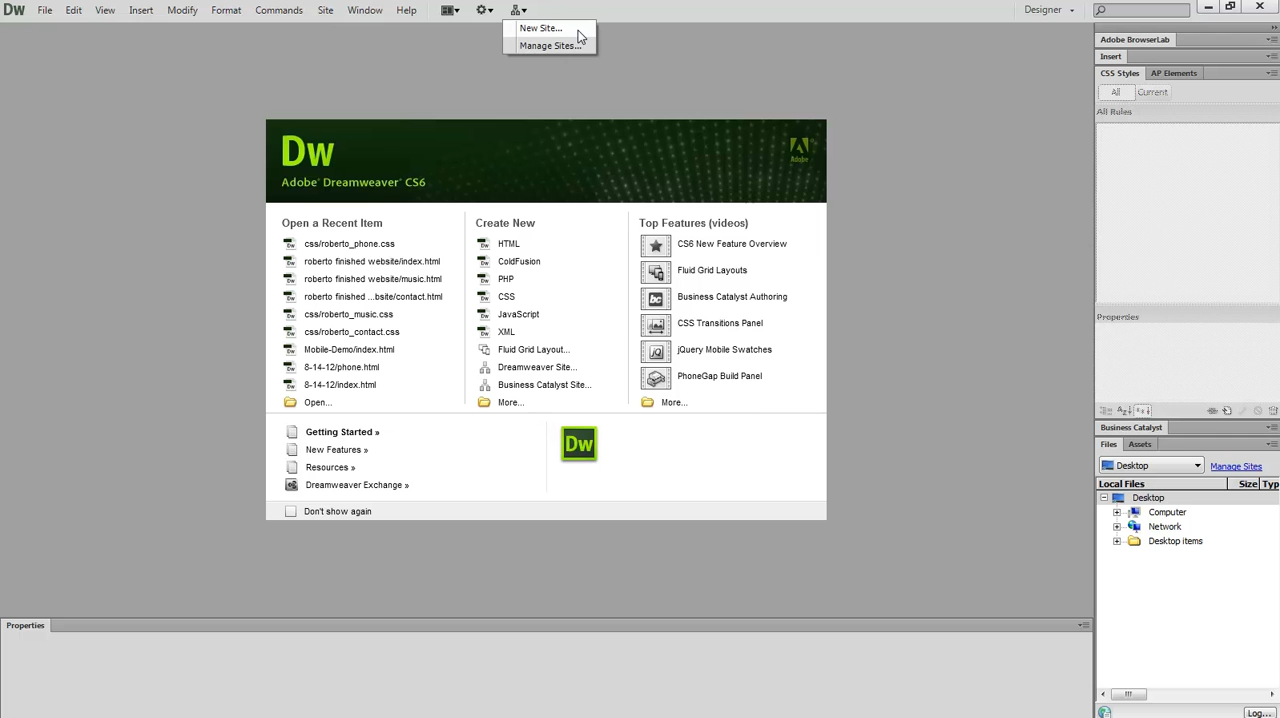 Dw File Edit View Insert Modify Format Commands Site Window Help Designer
New Site...
Manage Sites...
Adobe BrowserLab
Insert
CSS Styles AP Elements
All Current
All Rules
Properties
Dw
Adobe® Dreamweaver® CS6
Adobe
Open a Recent Item
css/roberto_phone.css
roberto finished website/index.html
roberto finished website/music.html
roberto finished ...bsite/contact.html
css/roberto_music.css
css/roberto_contact.css
Mobile-Demo/index.html
8-14-12/phone.html
8-14-12/index.html
Open...
Create New
HTML
ColdFusion
PHP
CSS
JavaScript
XML
Fluid Grid Layout...
Dreamweaver Site...
Business Catalyst Site...
More...
Top Features (videos)
CS6 New Feature Overview
Fluid Grid Layouts
bc Business Catalyst Authoring
CSS Transitions Panel
jQuery Mobile Swatches
PhoneGap Build Panel
More...
Getting Started »
New Features »
Resources »
Dreamweaver Exchange »
Dw
Don't show again
Business Catalyst
Files Assets
Desktop Manage Sites
Local Files Size Typ
Desktop
Computer
Network
Desktop items
Log...
Properties